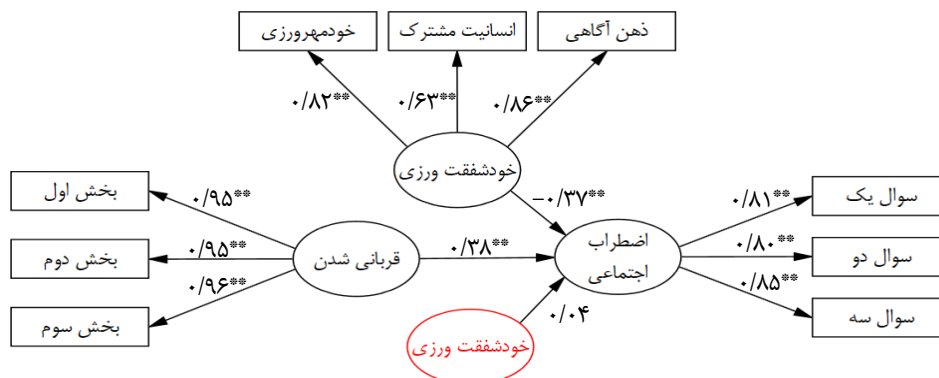 خودمهرورزی
انسانیت مشترک
ذهن آگاهی
۰/۸۲**
۰/۶۳**
۰/۸۶**
خودشفقت ورزی
-۰/۳۷**
بخش اول
بخش دوم
بخش سوم
۰/۹۵**
۰/۹۵**
۰/۹۶**
قربانی شدن
۰/۳۸**
اضطراب
اجتماعی
۰/۸۱**
۰/۸۰**
۰/۸۵**
سوال یک
سوال دو
سوال سه
۰/۰۴
خودشفقت ورزی